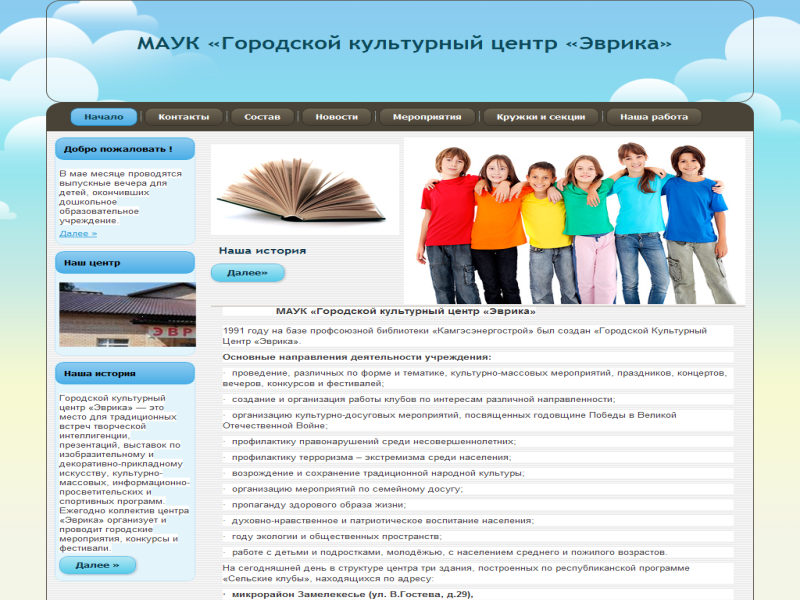 МАУК «Городской культурный центр «Эврика»
Начало
Контакты
Состав
Новости
Мероприятия
Кружки и секции
Наша работа
Добро пожаловать !
В мае месяце проводятся
выпускные вечера для
детей, окончивших
дошкольное
образовательное
учреждение.
Далее »
Наш центр
ЭВР
Наша история
Городской культурный
центр «Эврика» — это
место для традиционных
встреч творческой
интеллигенции,
презентаций, выставок по
изобразительному и
декоративно-прикладному
искусству, культурно-
массовых, информационно-
просветительских и
спортивных программ.
Ежегодно коллектив центра
«Эврика» организует и
проводит городские
мероприятия, конкурсы и
фестивали.
Далее »
Наша история
Далее»
МАУК «Городской культурный центр «Эврика»
1991 году на базе профсоюзной библиотеки «Камгэсэнергострой» был создан «Городской Культурный
Центр «Эврика».
Основные направления деятельности учреждения:
· проведение, различных по форме и тематике, культурно-массовых мероприятий, праздников, концертов,
вечеров, конкурсов и фестивалей;
· создание и организация работы клубов по интересам различной направленности;
· организацию культурно-досуговых мероприятий, посвященных годовщине Победы в Великой
Отечественной Войне;
· профилактику правонарушений среди несовершеннолетних;
· профилактику терроризма – экстремизма среди населения;
· возрождение и сохранение традиционной народной культуры;
· организацию мероприятий по семейному досугу;
· пропаганду здорового образа жизни;
· духовно-нравственное и патриотическое воспитание населения;
· году экологии и общественных пространств;
· работе с детьми и подростками, молодёжью, с населением среднего и пожилого возрастов.
На сегодняшней день в структуре центра три здания, построенных по республиканской программе
«Сельские клубы», находящихся по адресу:
· микрорайон Замелекесье (ул. В.Гостева, д.29),